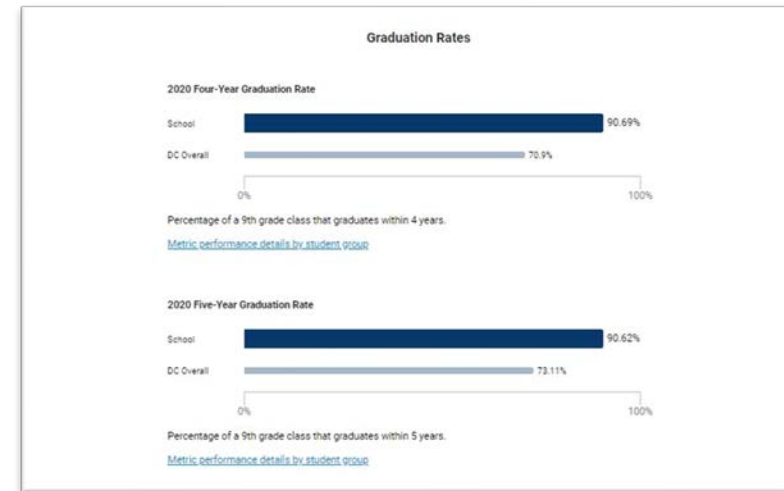 Graduation Rates
2020 Four-Year Graduation Rate
School 90.69%
DC Overall 70.9%
0% 100%
Percentage of a 9th grade class that graduates within 4 years.
Metric performance details by student group
2020 Five-Year Graduation Rate
School 90.62%
DC Overall 73.11%
0% 100%
Percentage of a 9th grade class that graduates within 5 years.
Metric performance details by student group